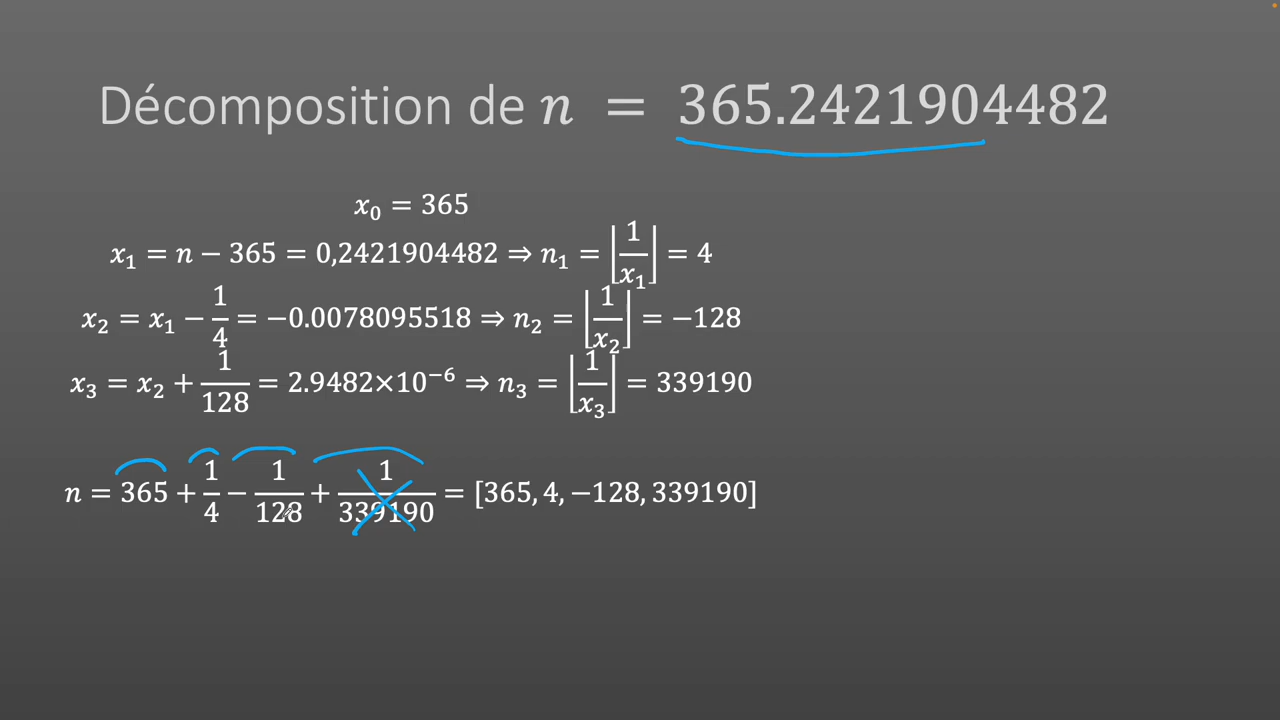 Décomposition de n = 365.2421904482
x₀ = 365
x₁ = n − 365 = 0,2421904482 ⇒ n₁ = ⌊1/x₁⌋ = 4
x₂ = x₁ − 1/4 = −0.0078095518 ⇒ n₂ = ⌊1/x₂⌋ = −128
x₃ = x₂ + 1/128 = 2.9482×10⁻⁶ ⇒ n₃ = ⌊1/x₃⌋ = 339190
n = 365 + 1/4 − 1/128 + 1/339190 = [365, 4, −128, 339190]